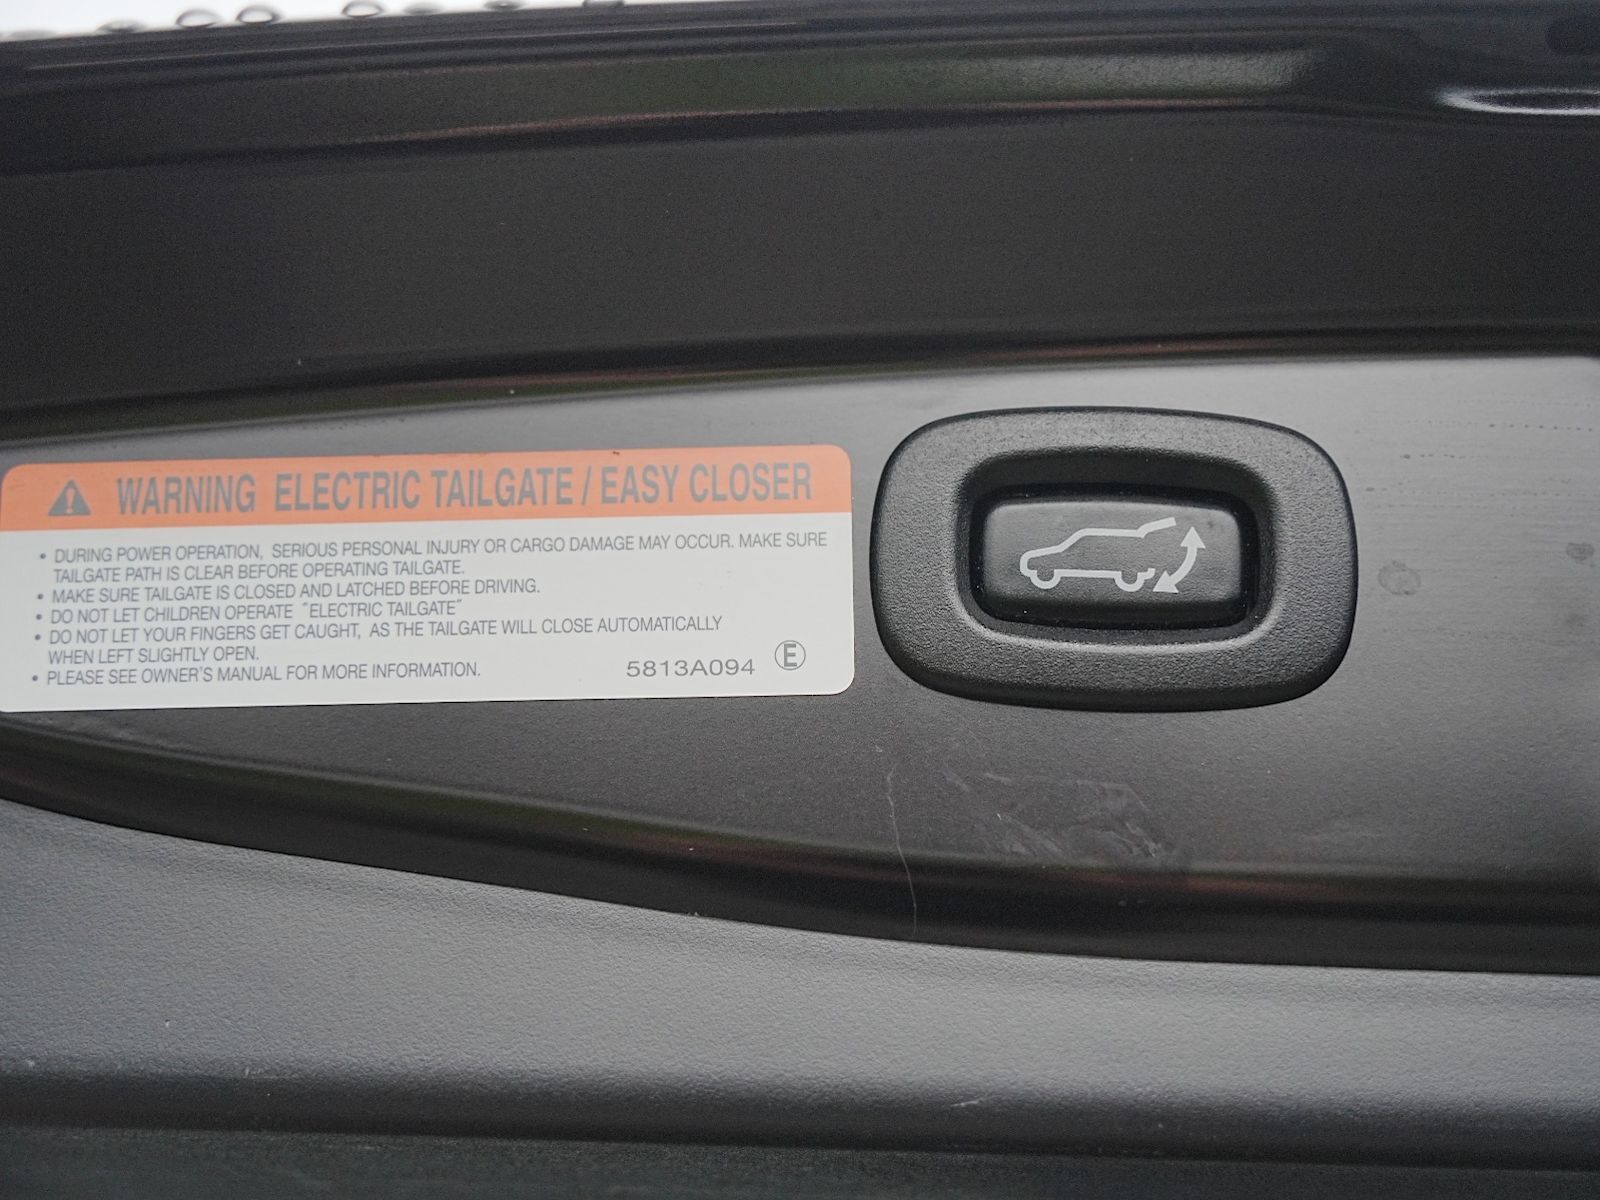 WARNING ELECTRIC TAILGATE / EASY CLOSER
• DURING POWER OPERATION, SERIOUS PERSONAL INJURY OR CARGO DAMAGE MAY OCCUR. MAKE SURE
TAILGATE PATH IS CLEAR BEFORE OPERATING TAILGATE.
• MAKE SURE TAILGATE IS CLOSED AND LATCHED BEFORE DRIVING.
• DO NOT LET CHILDREN OPERATE "ELECTRIC TAILGATE"
• DO NOT LET YOUR FINGERS GET CAUGHT, AS THE TAILGATE WILL CLOSE AUTOMATICALLY
WHEN LEFT SLIGHTLY OPEN.
• PLEASE SEE OWNER'S MANUAL FOR MORE INFORMATION.
5813A094 Ⓔ